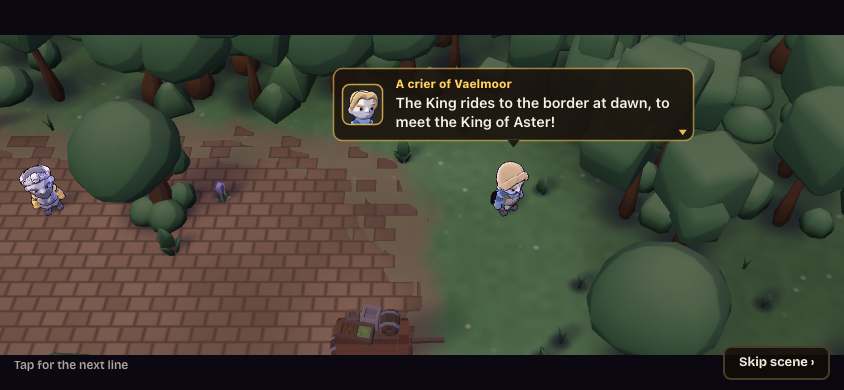 A crier of Vaelmoor
The King rides to the border at dawn, to
meet the King of Aster!
Tap for the next line
Skip scene ›